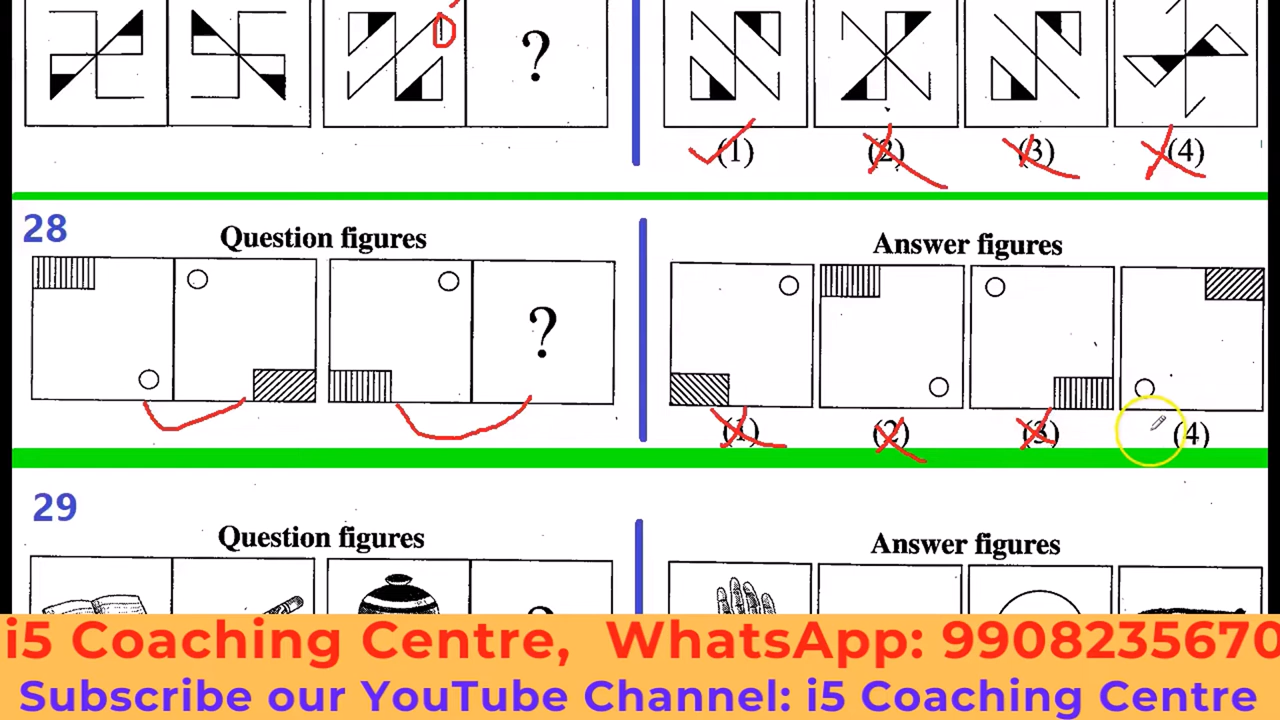 ?
(1) (2) (3) (4)
28
Question figures
Answer figures
?
(1) (2) (3) (4)
29
Question figures
Answer figures
i5 Coaching Centre, WhatsApp: 9908235670
Subscribe our YouTube Channel: i5 Coaching Centre